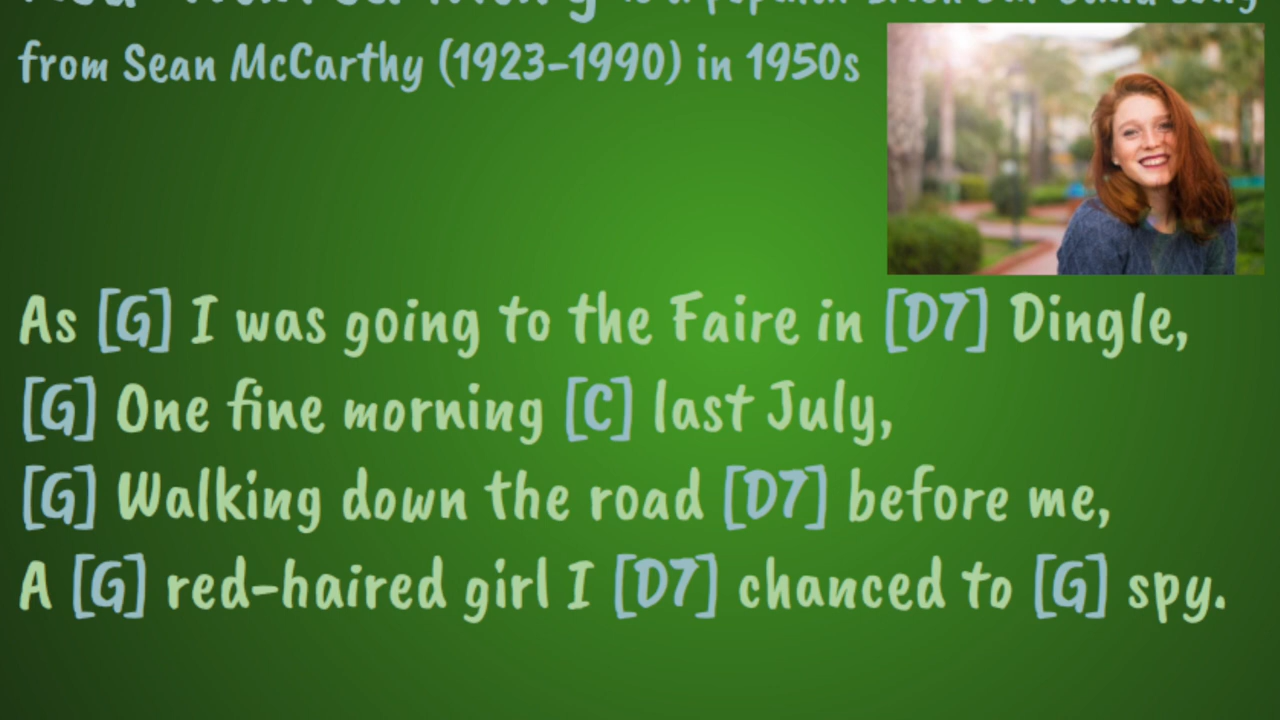 from Sean McCarthy (1923-1990) in 1950s
As [G] I was going to the Faire in [D7] Dingle,
[G] One fine morning [C] last July,
[G] Walking down the road [D7] before me,
A [G] red-haired girl I [D7] chanced to [G] spy.